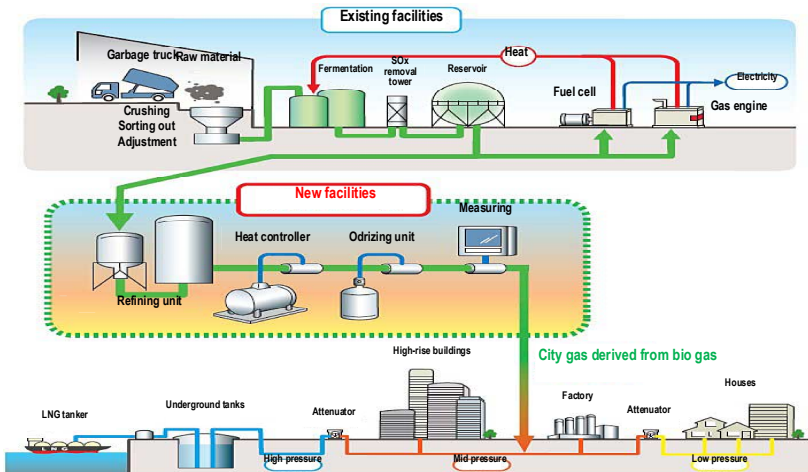 Existing facilities
Garbage truck
Raw material
Crushing
Sorting out
Adjustment
Fermentation
SOx
removal
tower
Reservoir
Heat
Fuel cell
Electricity
Gas engine
New facilities
Refining unit
Heat controller
Odrizing unit
Measuring
City gas derived from bio gas
LNG tanker
Underground tanks
High pressure
Attenuator
High-rise buildings
Mid pressure
Factory
Attenuator
Houses
Low pressure